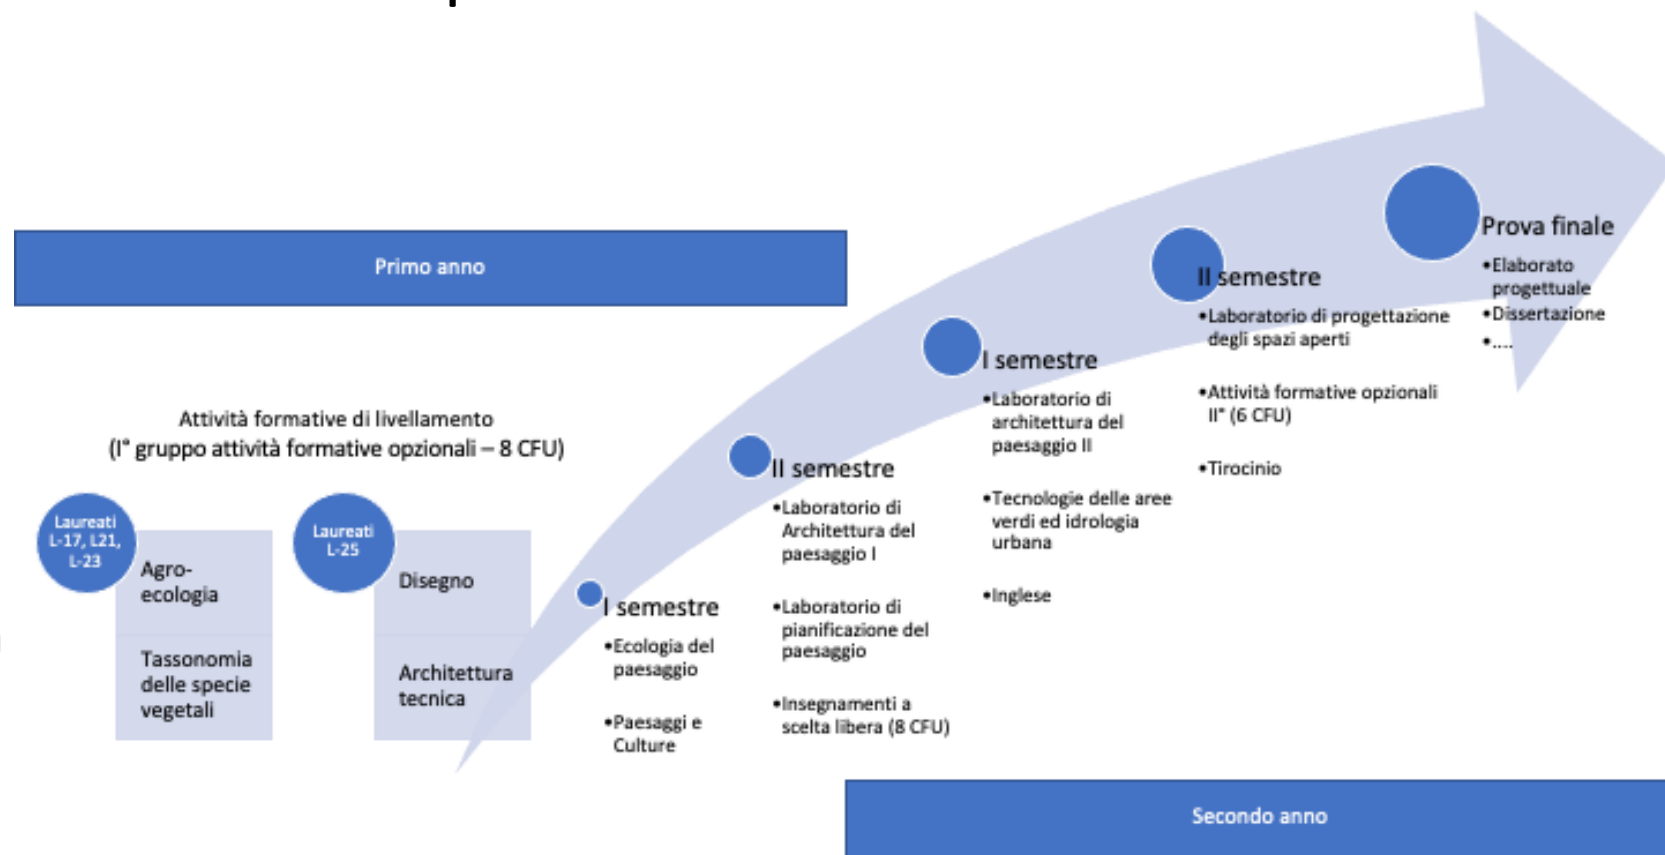 Primo anno
Attività formative di livellamento
(I° gruppo attività formative opzionali – 8 CFU)
Laureati
L-17, L21,
L-23
Agro-
ecologia
Tassonomia
delle specie
vegetali
Laureati
L-25
Disegno
Architettura
tecnica
I semestre
•Ecologia del
paesaggio
•Paesaggi e
Culture
II semestre
•Laboratorio di
Architettura del
paesaggio I
•Laboratorio di
pianificazione del
paesaggio
•Insegnamenti a
scelta libera (8 CFU)
I semestre
•Laboratorio di
architettura del
paesaggio II
•Tecnologie delle aree
verdi ed idrologia
urbana
•Inglese
II semestre
•Laboratorio di progettazione
degli spazi aperti
•Attività formative opzionali
II° (6 CFU)
•Tirocinio
Prova finale
•Elaborato
progettuale
•Dissertazione
•....
Secondo anno